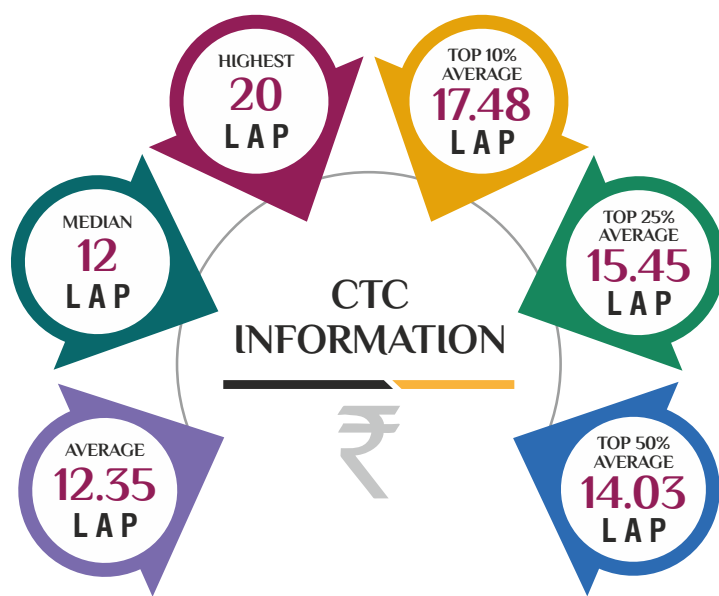 HIGHEST
20
LAP
TOP 10%
AVERAGE
17.48
LAP
MEDIAN
12
LAP
TOP 25%
AVERAGE
15.45
LAP
CTC
INFORMATION
₹
AVERAGE
12.35
LAP
TOP 50%
AVERAGE
14.03
LAP